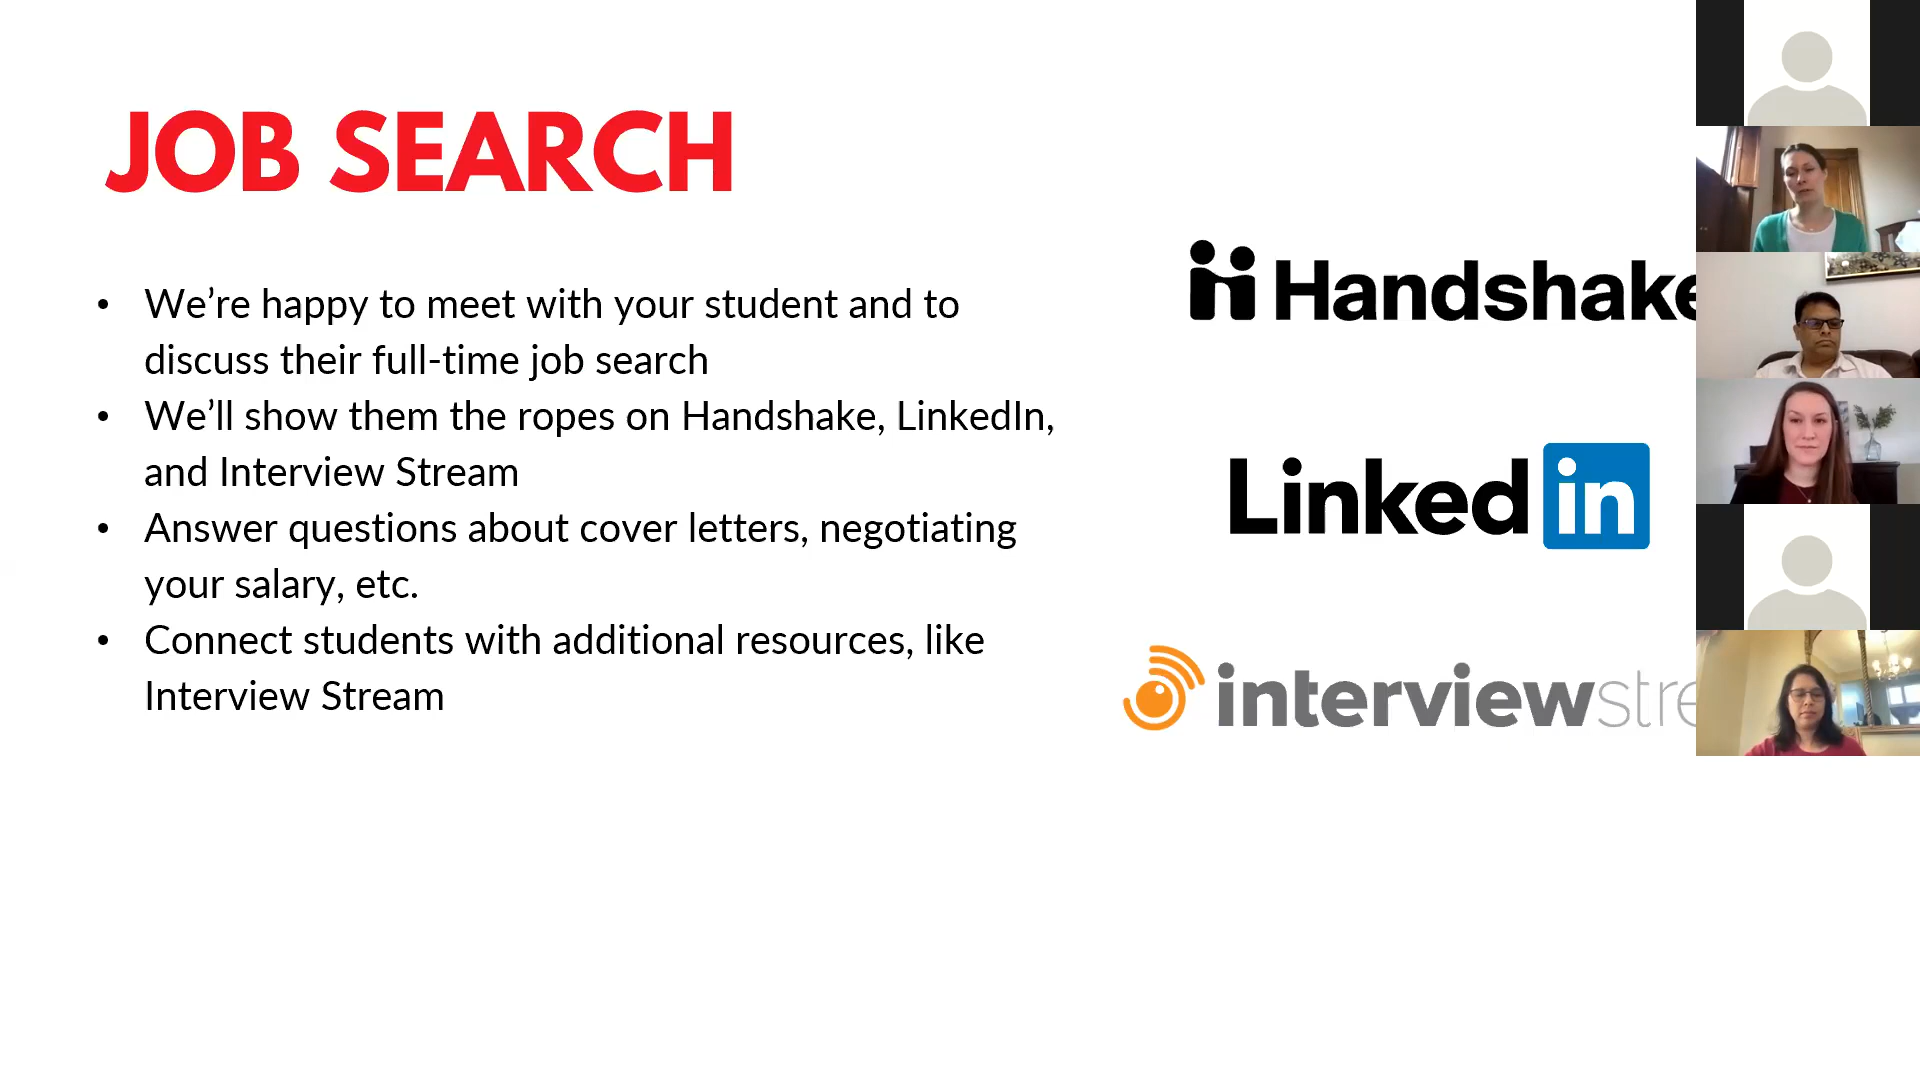 JOB SEARCH
• We’re happy to meet with your student and to
discuss their full-time job search
• We’ll show them the ropes on Handshake, LinkedIn,
and Interview Stream
• Answer questions about cover letters, negotiating
your salary, etc.
• Connect students with additional resources, like
Interview Stream
Handshake
Linked in
interviewstre